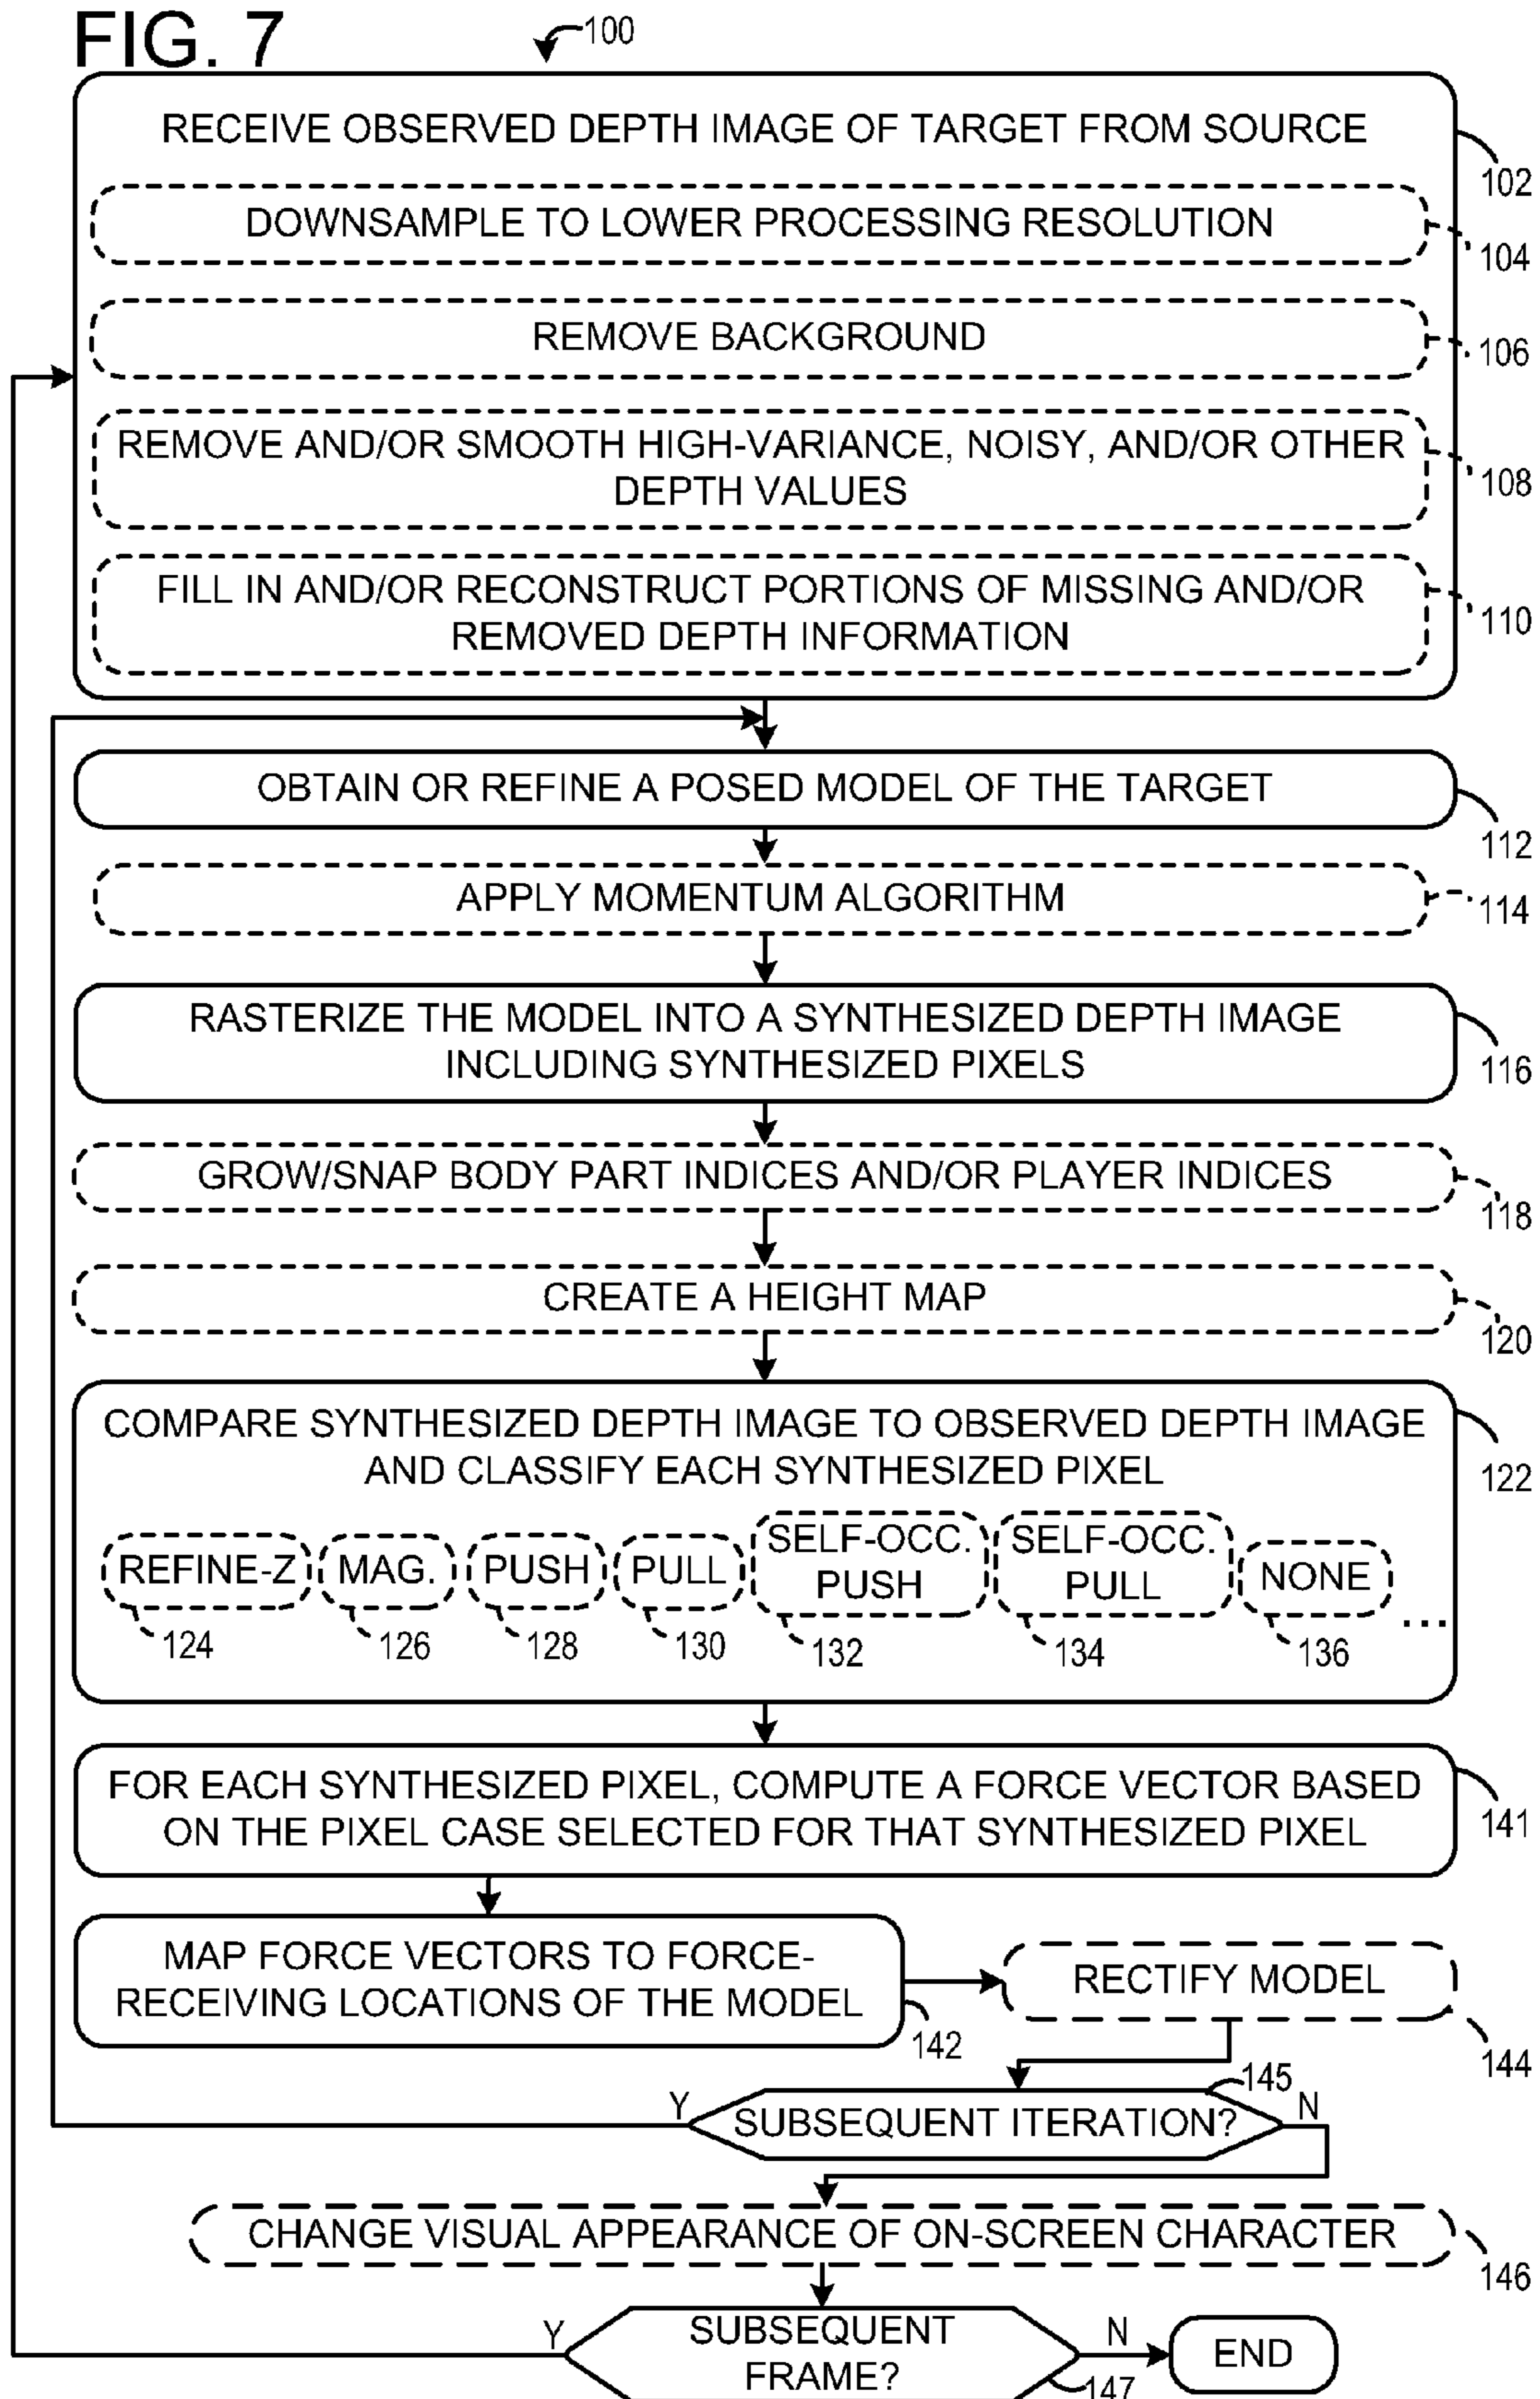 FIG. 7
100
RECEIVE OBSERVED DEPTH IMAGE OF TARGET FROM SOURCE
102
DOWNSAMPLE TO LOWER PROCESSING RESOLUTION
104
REMOVE BACKGROUND
106
REMOVE AND/OR SMOOTH HIGH-VARIANCE, NOISY, AND/OR OTHER
DEPTH VALUES
108
FILL IN AND/OR RECONSTRUCT PORTIONS OF MISSING AND/OR
REMOVED DEPTH INFORMATION
110
OBTAIN OR REFINE A POSED MODEL OF THE TARGET
112
APPLY MOMENTUM ALGORITHM
114
RASTERIZE THE MODEL INTO A SYNTHESIZED DEPTH IMAGE
INCLUDING SYNTHESIZED PIXELS
116
GROW/SNAP BODY PART INDICES AND/OR PLAYER INDICES
118
CREATE A HEIGHT MAP
120
COMPARE SYNTHESIZED DEPTH IMAGE TO OBSERVED DEPTH IMAGE
AND CLASSIFY EACH SYNTHESIZED PIXEL
122
REFINE-Z
124
MAG.
126
PUSH
128
PULL
130
SELF-OCC.
PUSH
132
SELF-OCC.
PULL
134
NONE
136
...
FOR EACH SYNTHESIZED PIXEL, COMPUTE A FORCE VECTOR BASED
ON THE PIXEL CASE SELECTED FOR THAT SYNTHESIZED PIXEL
141
MAP FORCE VECTORS TO FORCE-
RECEIVING LOCATIONS OF THE MODEL
142
RECTIFY MODEL
144
145
Y
SUBSEQUENT ITERATION?
N
CHANGE VISUAL APPEARANCE OF ON-SCREEN CHARACTER
146
Y
SUBSEQUENT
FRAME?
N
END
147